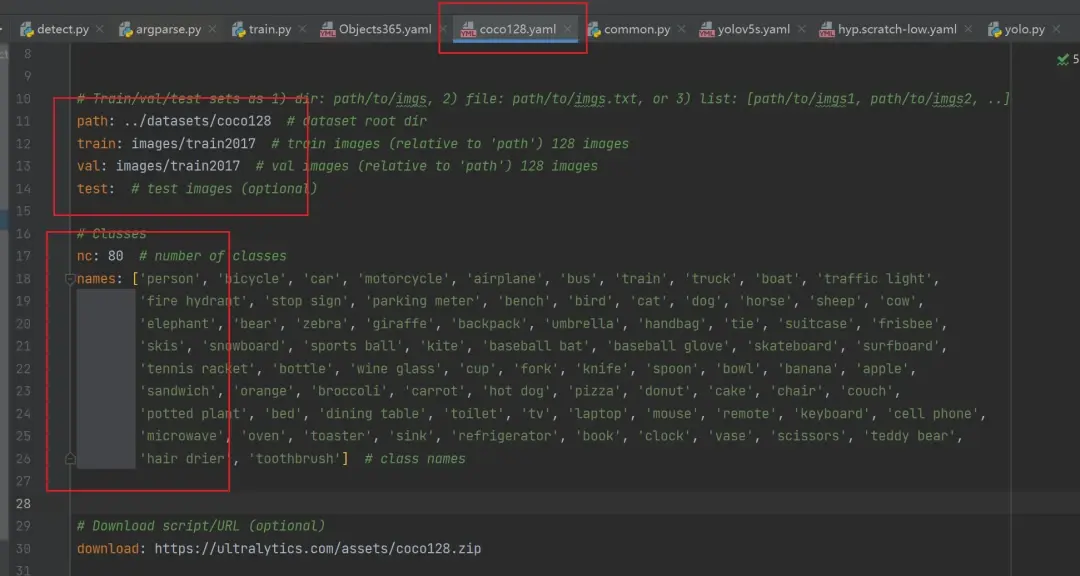 detect.py argparse.py train.py Objects365.yaml coco128.yaml common.py yolov5s.yaml hyp.scratch-low.yaml yolo.py
8
9
10 # Train/val/test sets as 1) dir: path/to/imgs, 2) file: path/to/imgs.txt, or 3) list: [path/to/imgs1, path/to/imgs2, ..]
5
11 path: ../datasets/coco128 # dataset root dir
12 train: images/train2017 # train images (relative to 'path') 128 images
13 val: images/train2017 # val images (relative to 'path') 128 images
14 test: # test images (optional)
15
16 # Classes
17 nc: 80 # number of classes
18 names: ['person', 'bicycle', 'car', 'motorcycle', 'airplane', 'bus', 'train', 'truck', 'boat', 'traffic light',
19 'fire hydrant', 'stop sign', 'parking meter', 'bench', 'bird', 'cat', 'dog', 'horse', 'sheep', 'cow',
20 'elephant', 'bear', 'zebra', 'giraffe', 'backpack', 'umbrella', 'handbag', 'tie', 'suitcase', 'frisbee',
21 'skis', 'snowboard', 'sports ball', 'kite', 'baseball bat', 'baseball glove', 'skateboard', 'surfboard',
22 'tennis racket', 'bottle', 'wine glass', 'cup', 'fork', 'knife', 'spoon', 'bowl', 'banana', 'apple',
23 'sandwich', 'orange', 'broccoli', 'carrot', 'hot dog', 'pizza', 'donut', 'cake', 'chair', 'couch',
24 'potted plant', 'bed', 'dining table', 'toilet', 'tv', 'laptop', 'mouse', 'remote', 'keyboard', 'cell phone',
25 'microwave', 'oven', 'toaster', 'sink', 'refrigerator', 'book', 'clock', 'vase', 'scissors', 'teddy bear',
26 'hair drier', 'toothbrush'] # class names
27
28
29 # Download script/URL (optional)
30 download: https://ultralytics.com/assets/coco128.zip
31